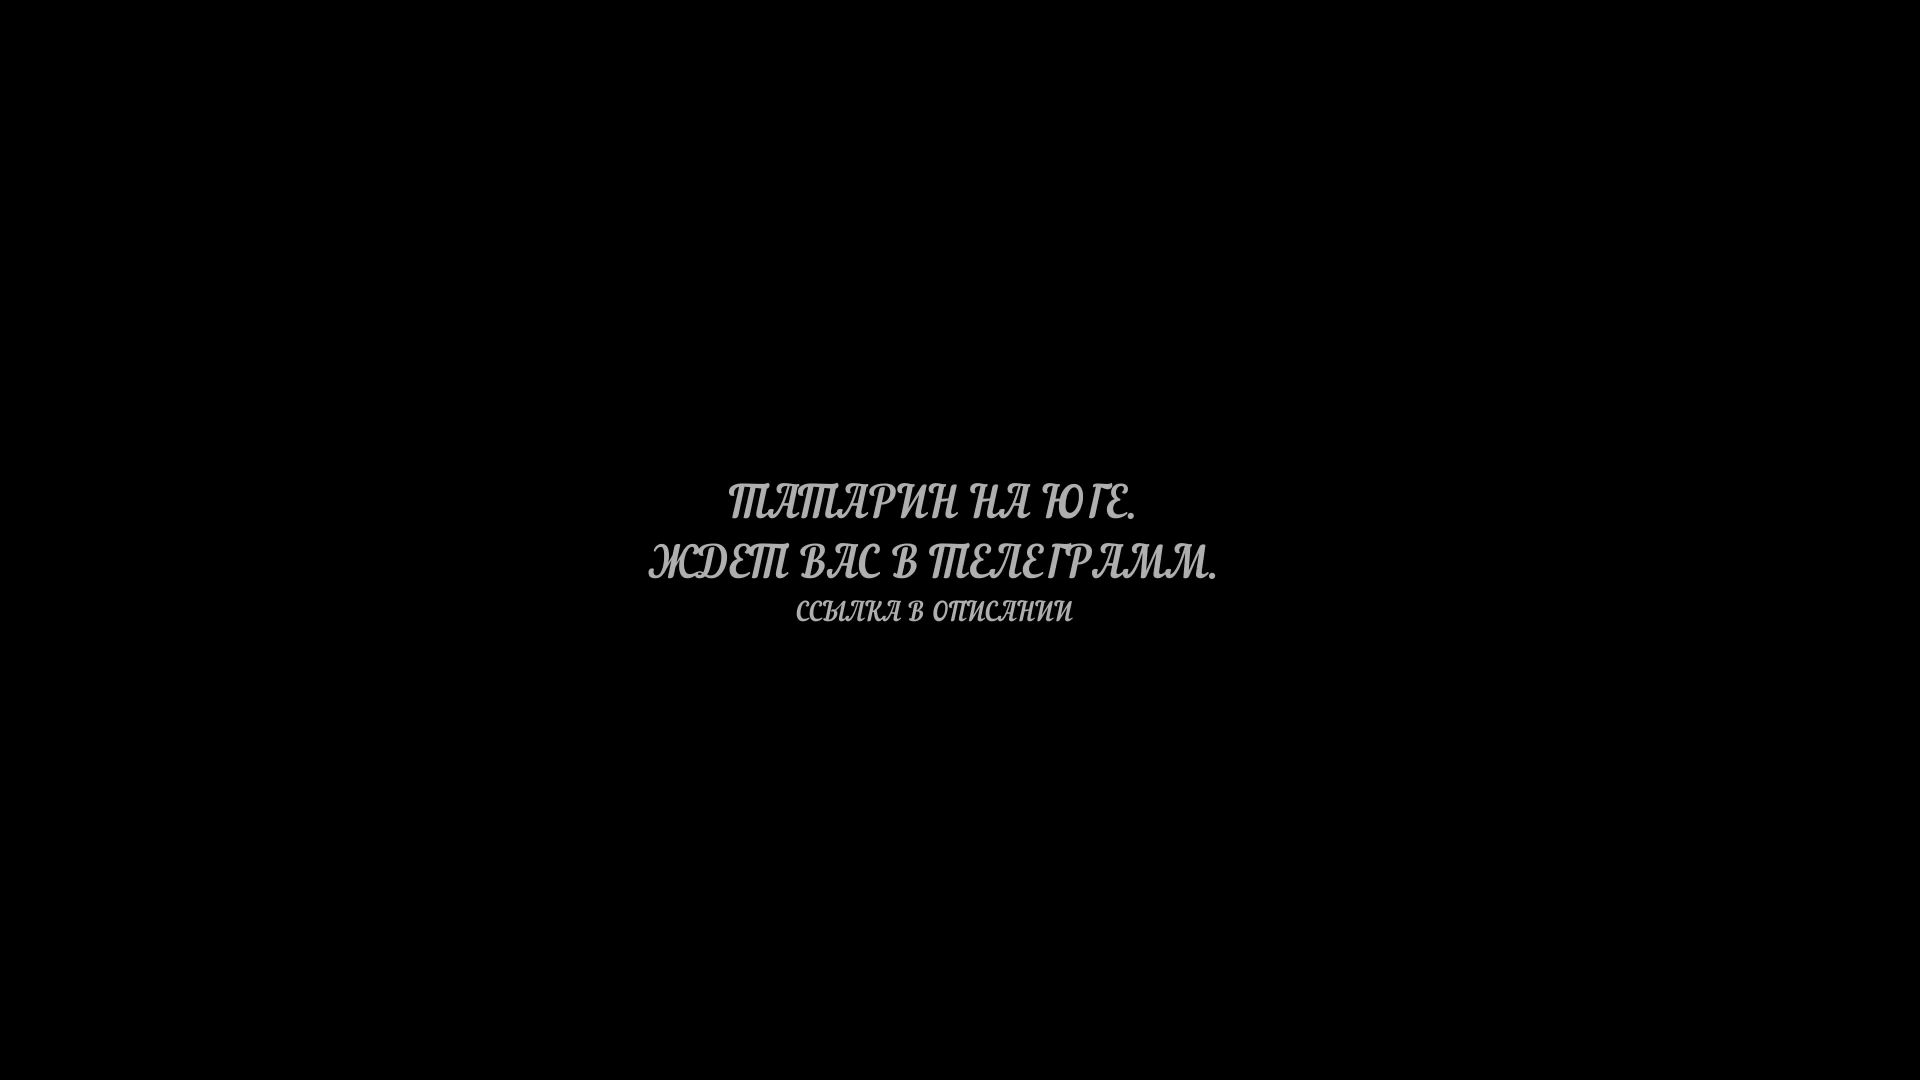 ТАТАРИН НА ЮГЕ.
ЖДЕТ ВАС В ТЕЛЕГРАММ.
ССЫЛКА В ОПИСАНИИ